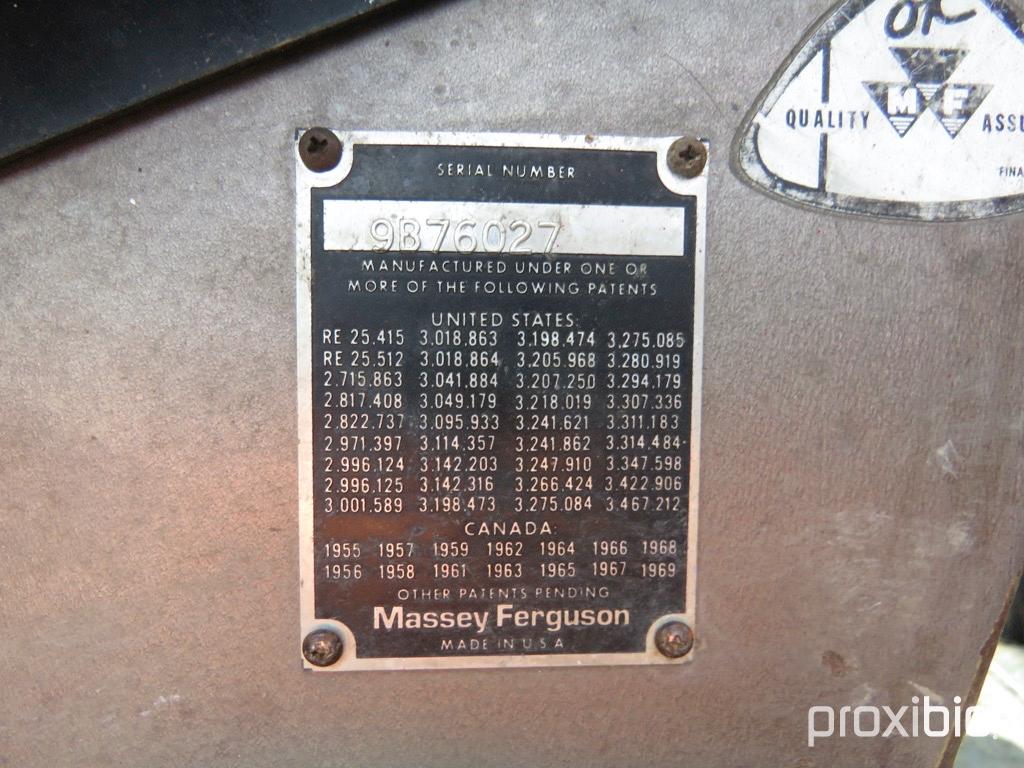 OK
M F
QUALITY ASSU
FINA
SERIAL NUMBER
9B76027
MANUFACTURED UNDER ONE OR
MORE OF THE FOLLOWING PATENTS
UNITED STATES:
RE 25.415 3.018.863 3.198.474 3.275.085
RE 25.512 3.018.864 3.205.968 3.280.919
2.715.863 3.041.884 3.207.250 3.294.179
2.817.408 3.049.179 3.218.019 3.307.336
2.822.737 3.095.933 3.241.621 3.311.183
2.971.397 3.114.357 3.241.862 3.314.484
2.996.124 3.142.203 3.247.910 3.347.598
2.996.125 3.142.316 3.266.424 3.422.906
3.001.589 3.198.473 3.275.084 3.467.212
CANADA:
1955 1957 1959 1962 1964 1966 1968
1956 1958 1961 1963 1965 1967 1969
OTHER PATENTS PENDING
Massey Ferguson
MADE IN U.S.A.
proxibid